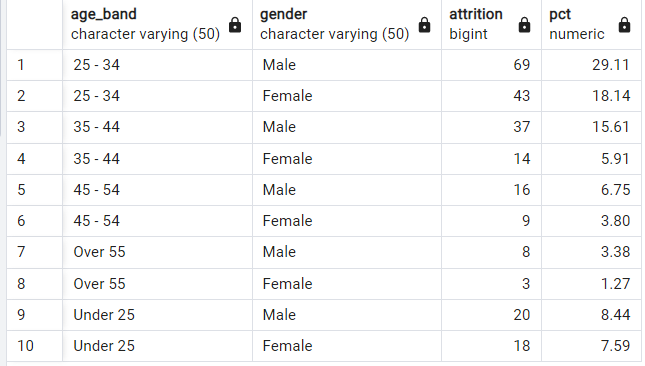 age_band gender attrition pct
character varying (50) character varying (50) bigint numeric
1 25 - 34 Male 69 29.11
2 25 - 34 Female 43 18.14
3 35 - 44 Male 37 15.61
4 35 - 44 Female 14 5.91
5 45 - 54 Male 16 6.75
6 45 - 54 Female 9 3.80
7 Over 55 Male 8 3.38
8 Over 55 Female 3 1.27
9 Under 25 Male 20 8.44
10 Under 25 Female 18 7.59